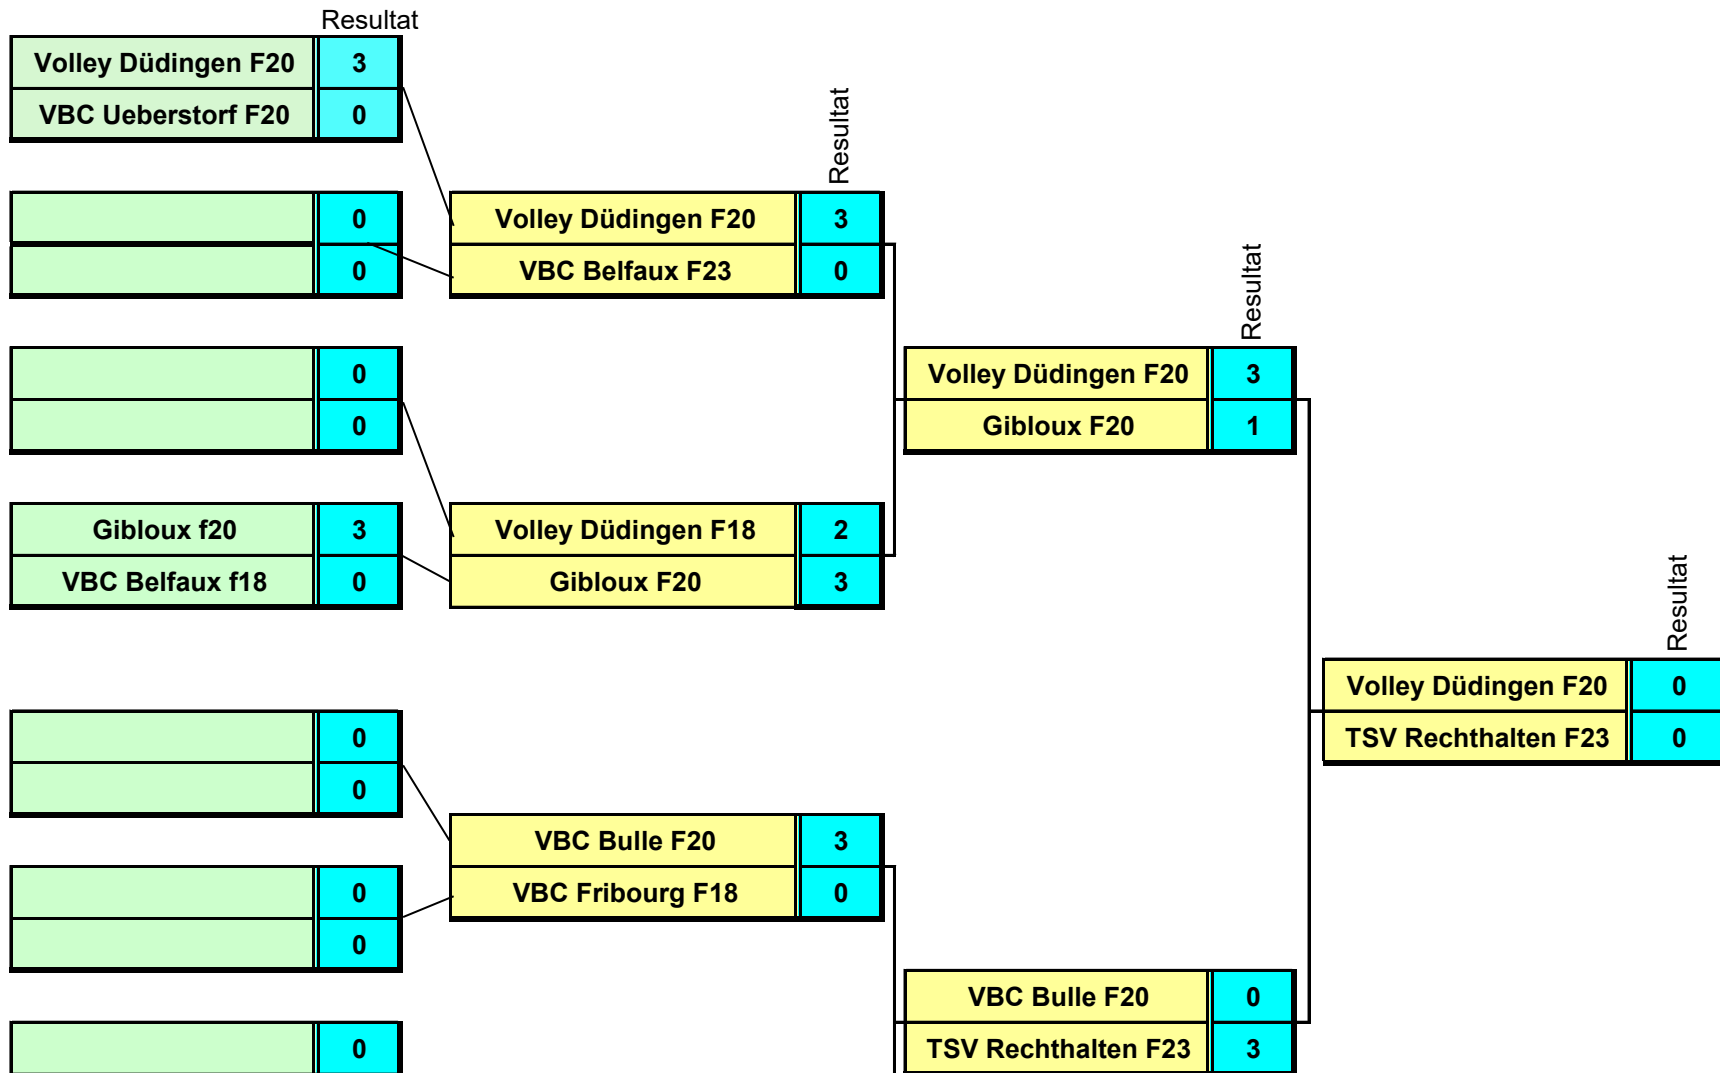 Resultat
Volley Düdingen F20 3
VBC Ueberstorf F20 0
Resultat
0
0
Volley Düdingen F20 3
VBC Belfaux F23 0
Resultat
0
0
Volley Düdingen F20 3
Gibloux F20 1
Gibloux f20 3
VBC Belfaux f18 0
Volley Düdingen F18 2
Gibloux F20 3
Resultat
Volley Düdingen F20 0
TSV Rechthalten F23 0
0
0
VBC Bulle F20 3
VBC Fribourg F18 0
0
0
VBC Bulle F20 0
TSV Rechthalten F23 3
0